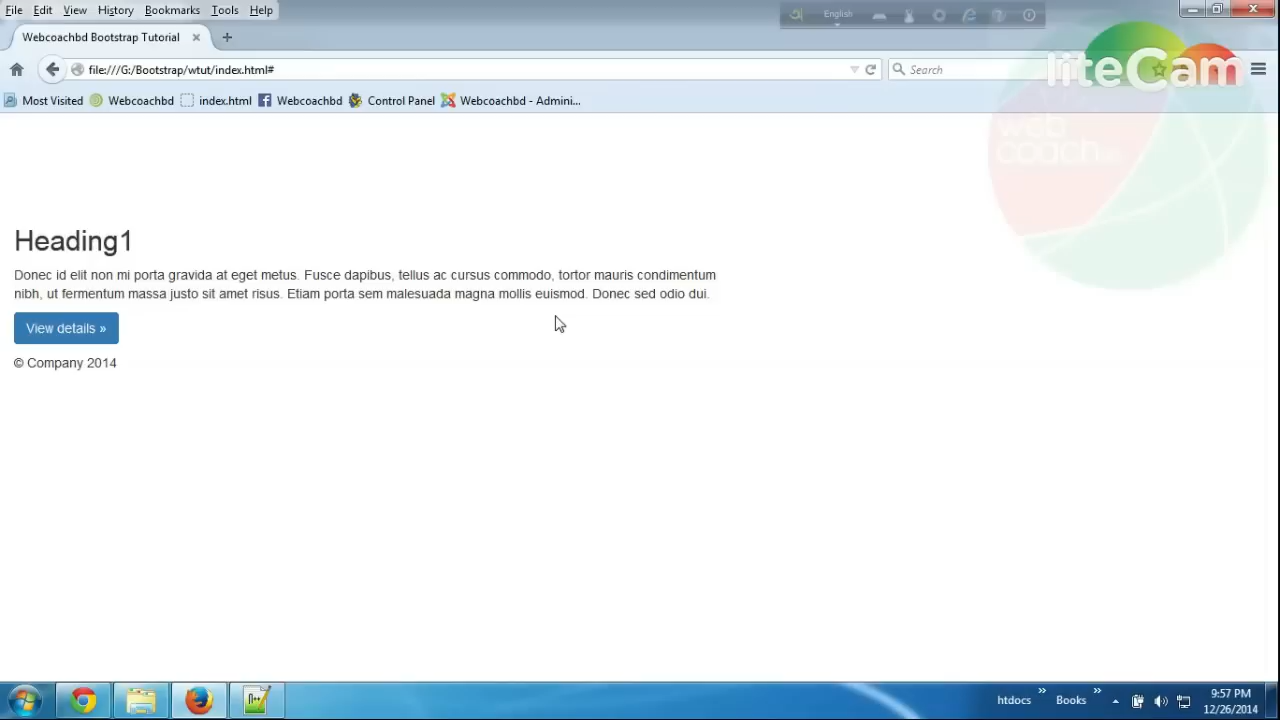 File Edit View History Bookmarks Tools Help
English
Webcoachbd Bootstrap Tutorial
file:///G:/Bootstrap/wtut/index.html#
Search
liteCam
Most Visited Webcoachbd index.html Webcoachbd Control Panel Webcoachbd - Admini...
web
coach
Heading1
Donec id elit non mi porta gravida at eget metus. Fusce dapibus, tellus ac cursus commodo, tortor mauris condimentum
nibh, ut fermentum massa justo sit amet risus. Etiam porta sem malesuada magna mollis euismod. Donec sed odio dui.
View details »
© Company 2014
htdocs » Books »
9:57 PM
12/26/2014